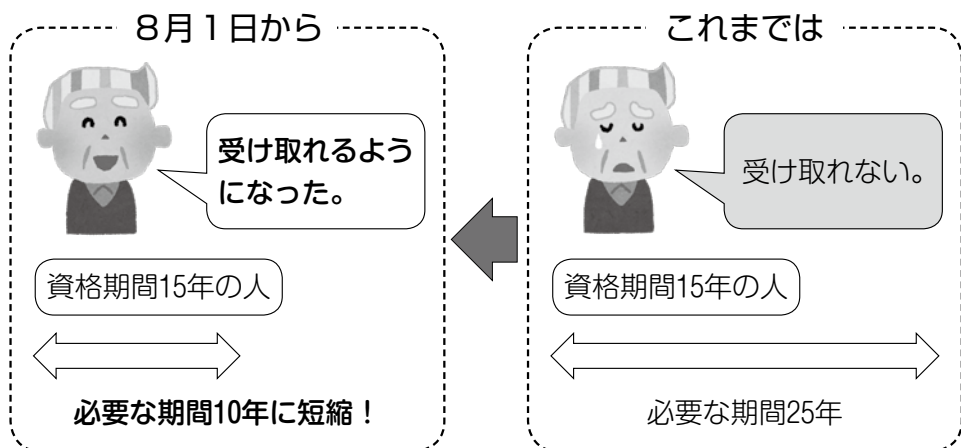 これまでは
受け取れない。
資格期間15年の人
必要な期間25年
８月１日から
受け取れるよう
になった。
資格期間15年の人
必要な期間10年に短縮！